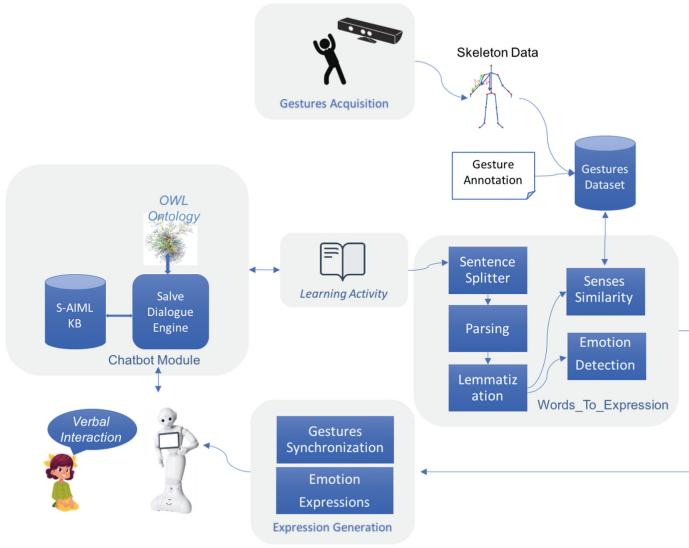 Skeleton Data
Gestures Acquisition
Gesture
Annotation
Gestures
Dataset
OWL
Ontology
S-AIML
KB
Salve
Dialogue
Engine
Chatbot Module
Learning Activity
Sentence
Splitter
Parsing
Lemmatiz
ation
Senses
Similarity
Emotion
Detection
Words_To_Expression
Verbal
Interaction
Gestures
Synchronization
Emotion
Expressions
Expression Generation